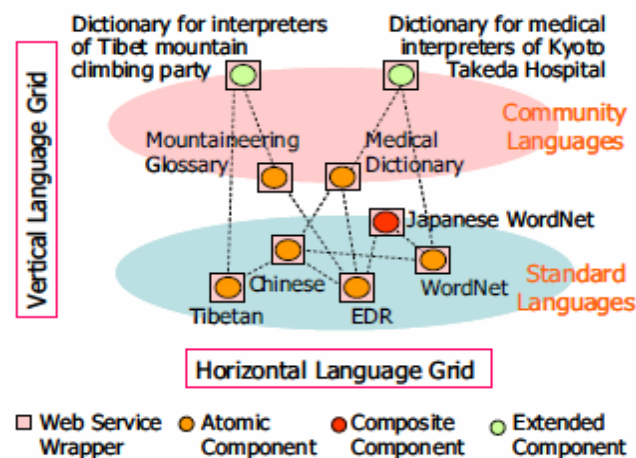 Dictionary for interpreters
of Tibet mountain
climbing party
Dictionary for medical
interpreters of Kyoto
Takeda Hospital
Community
Languages
Mountaineering
Glossary
Medical
Dictionary
Japanese WordNet
Chinese
WordNet
Tibetan
EDR
Standard
Languages
Vertical Language Grid
Horizontal Language Grid
Web Service
Wrapper
Atomic
Component
Composite
Component
Extended
Component